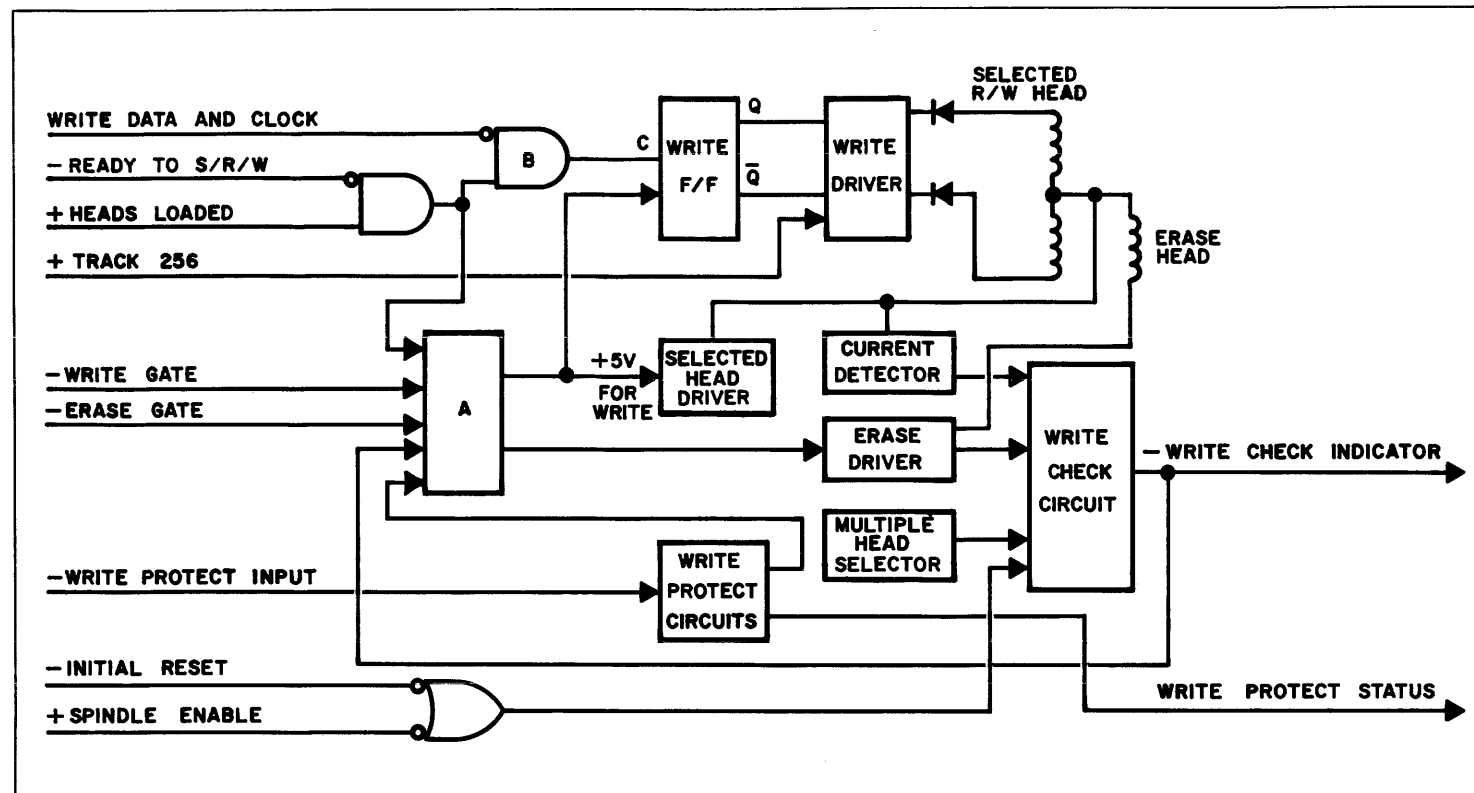 SELECTED
R/W HEAD
WRITE DATA AND CLOCK
Q
B
C
WRITE
F/F
Q̅
WRITE
DRIVER
-READY TO S/R/W
+HEADS LOADED
+TRACK 256
ERASE
HEAD
-WRITE GATE
-ERASE GATE
A
+5V
FOR
WRITE
SELECTED
HEAD
DRIVER
CURRENT
DETECTOR
ERASE
DRIVER
WRITE
CHECK
CIRCUIT
-WRITE CHECK INDICATOR
MULTIPLE
HEAD
SELECTOR
-WRITE PROTECT INPUT
WRITE
PROTECT
CIRCUITS
-INITIAL RESET
+SPINDLE ENABLE
WRITE PROTECT STATUS